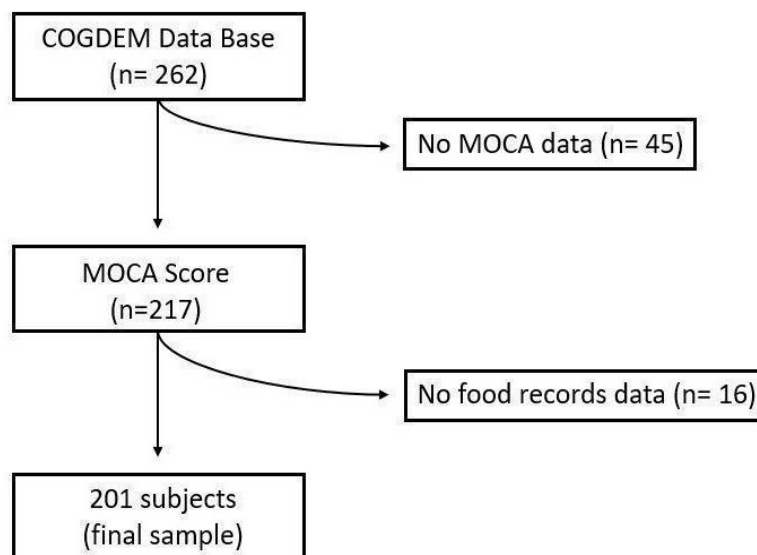 COGDEM Data Base
(n= 262)
No MOCA data (n= 45)
MOCA Score
(n=217)
No food records data (n= 16)
201 subjects
(final sample)